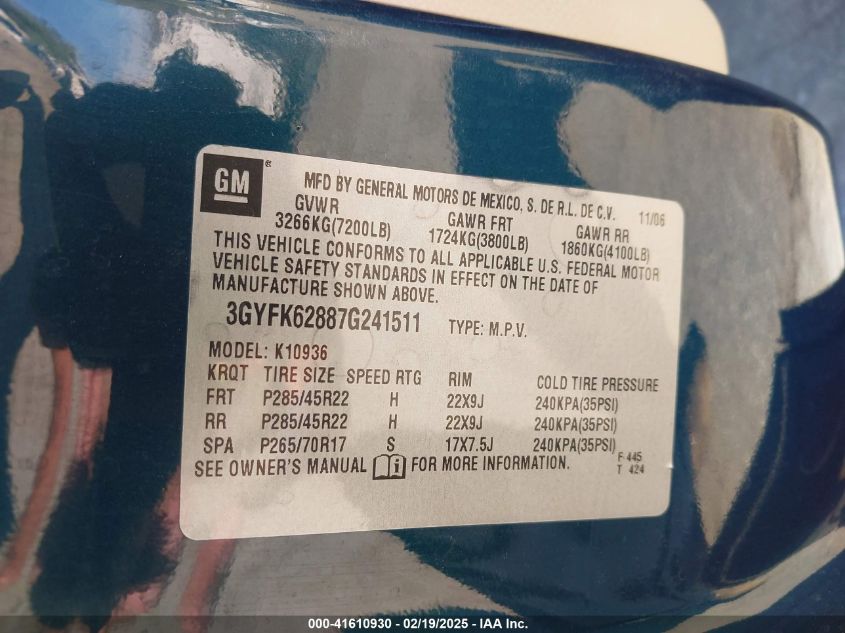 GM ®
MFD BY GENERAL MOTORS DE MEXICO, S. DE R.L. DE C.V. 11/06
GVWR GAWR FRT GAWR RR
3266KG(7200LB) 1724KG(3800LB) 1860KG(4100LB)
THIS VEHICLE CONFORMS TO ALL APPLICABLE U.S. FEDERAL MOTOR
VEHICLE SAFETY STANDARDS IN EFFECT ON THE DATE OF
MANUFACTURE SHOWN ABOVE.
3GYFK62887G241511 TYPE: M.P.V.
MODEL: K10936
KRQT TIRE SIZE SPEED RTG RIM COLD TIRE PRESSURE
FRT P285/45R22 H 22X9J 240KPA(35PSI)
RR P285/45R22 H 22X9J 240KPA(35PSI)
SPA P265/70R17 S 17X7.5J 240KPA(35PSI)
SEE OWNER'S MANUAL i FOR MORE INFORMATION. F 445
T 424
000-41610930 - 02/19/2025 - IAA Inc.